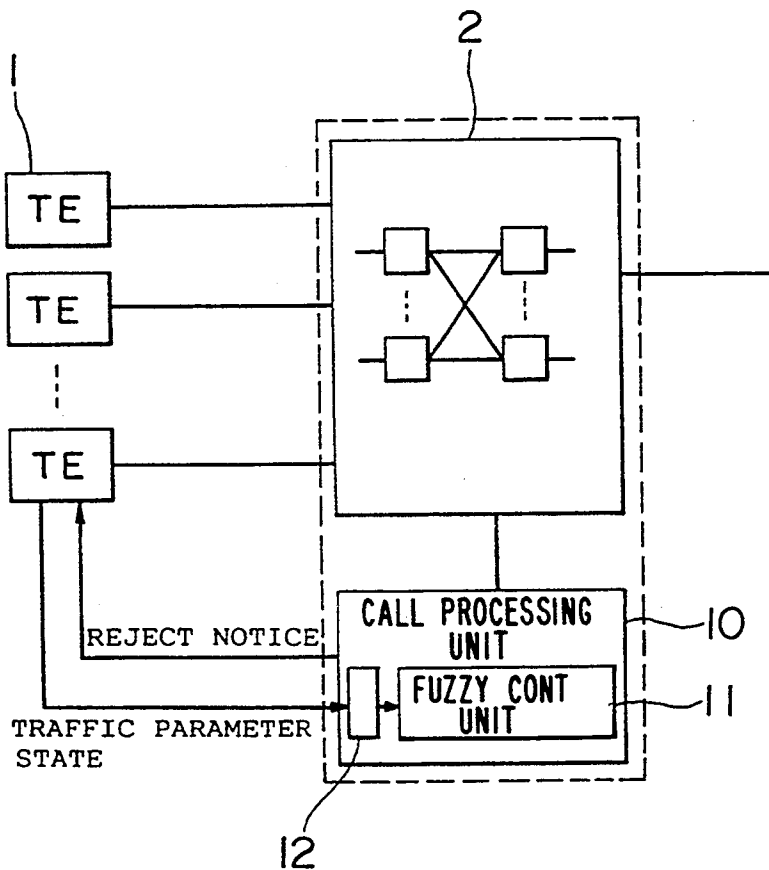 2
1
TE
TE
TE
CALL PROCESSING
UNIT
10
REJECT NOTICE
FUZZY CONT
UNIT
11
TRAFFIC PARAMETER
STATE
12